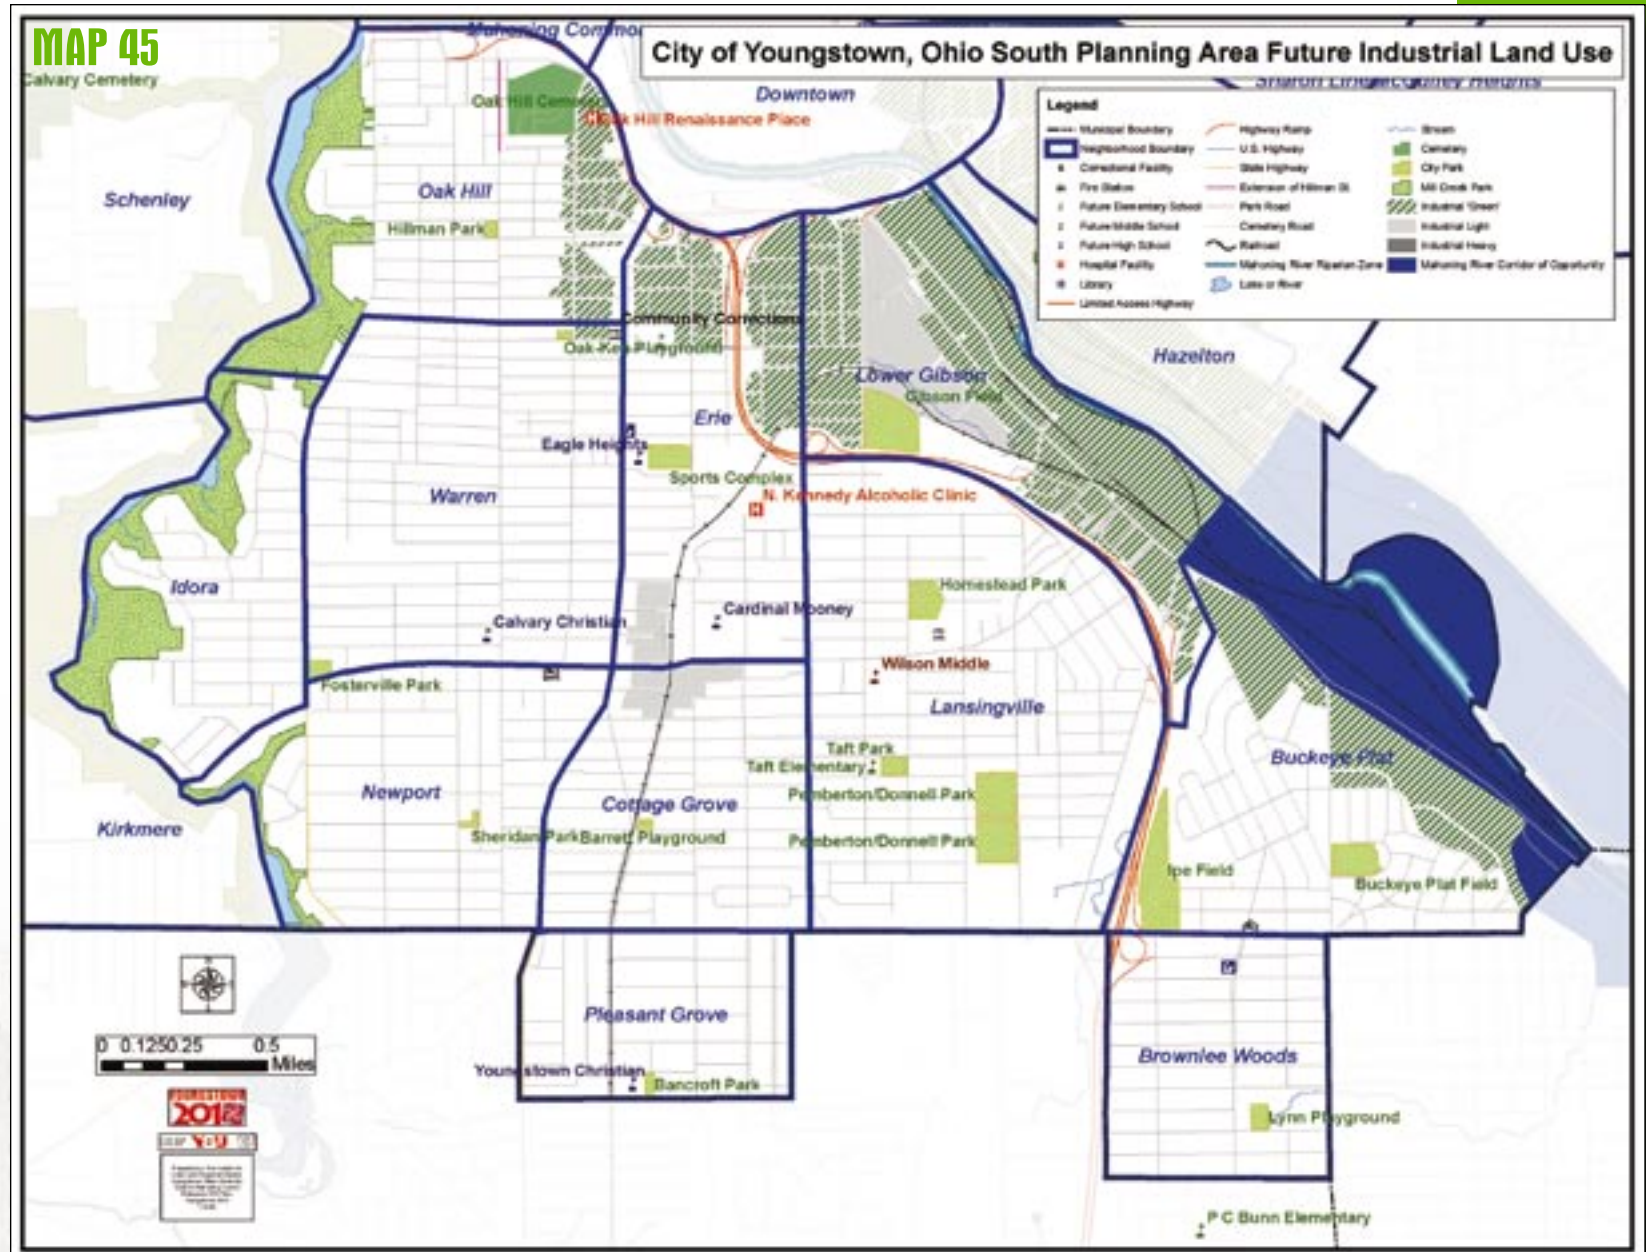 MAP 45
City of Youngstown, Ohio South Planning Area Future Industrial Land Use
Calvary Cemetery
Downtown
Legend
Municipal Boundary
Neighborhood Boundary
Correctional Facility
Fire Station
Future Elementary School
Future Middle School
Future High School
Hospital Facility
Library
Limited Access Highway
Highway Ramp
U.S. Highway
State Highway
Extension of Hillman St
Park Road
Cemetery Road
Railroad
Mahoning River Riparian Zone
Lake or River
Stream
Cemetery
City Park
Mill Creek Park
Industrial 'Green'
Industrial Light
Industrial Heavy
Mahoning River Corridor of Opportunity
Oak Hill Renaissance Place
Schenley
Oak Hill
Hillman Park
Community Corrections
Hazelton
Lower Gibson
Gibson Field
Erie
Eagle Heights
Sports Complex
N. Kennedy Alcoholic Clinic
Warren
Idora
Homestead Park
Calvary Christian
Cardinal Mooney
Wilson Middle
Fosterville Park
Lansingville
Taft Park
Taft Elementary
Buckeye Plat
Newport
Cottage Grove
Pemberton/Donnell Park
Kirkmere
Sheridan Park
Barrett Playground
Pemberton/Donnell Park
Ipe Field
Buckeye Plat Field
Pleasant Grove
0 0.125 0.25 0.5
Miles
Youngstown Christian
Bancroft Park
Brownlee Woods
Lynn Playground
YOUNGSTOWN
2010
P C Bunn Elementary